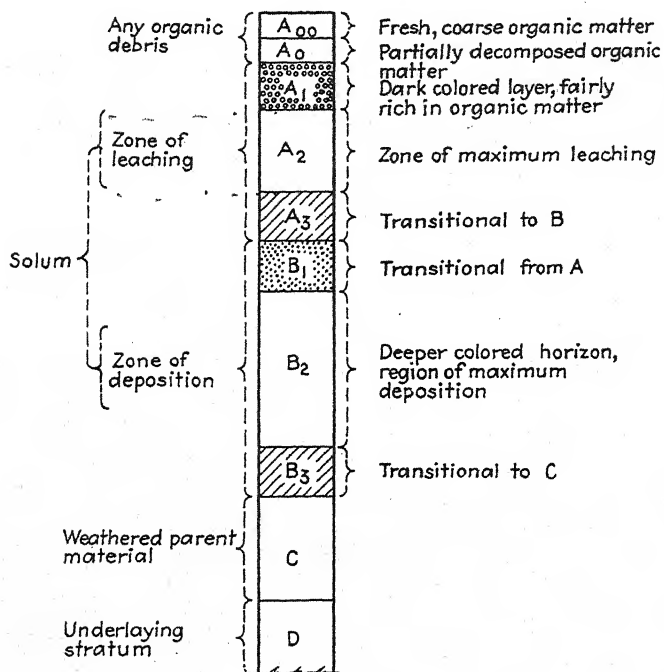 Any organic
debris
A00
Fresh, coarse organic matter
A0
Partially decomposed organic
matter
A1
Dark colored layer, fairly
rich in organic matter
Zone of
leaching
A2
Zone of maximum leaching
A3
Transitional to B
Solum
B1
Transitional from A
Zone of
deposition
B2
Deeper colored horizon,
region of maximum
deposition
B3
Transitional to C
Weathered parent
material
C
Underlaying
stratum
D